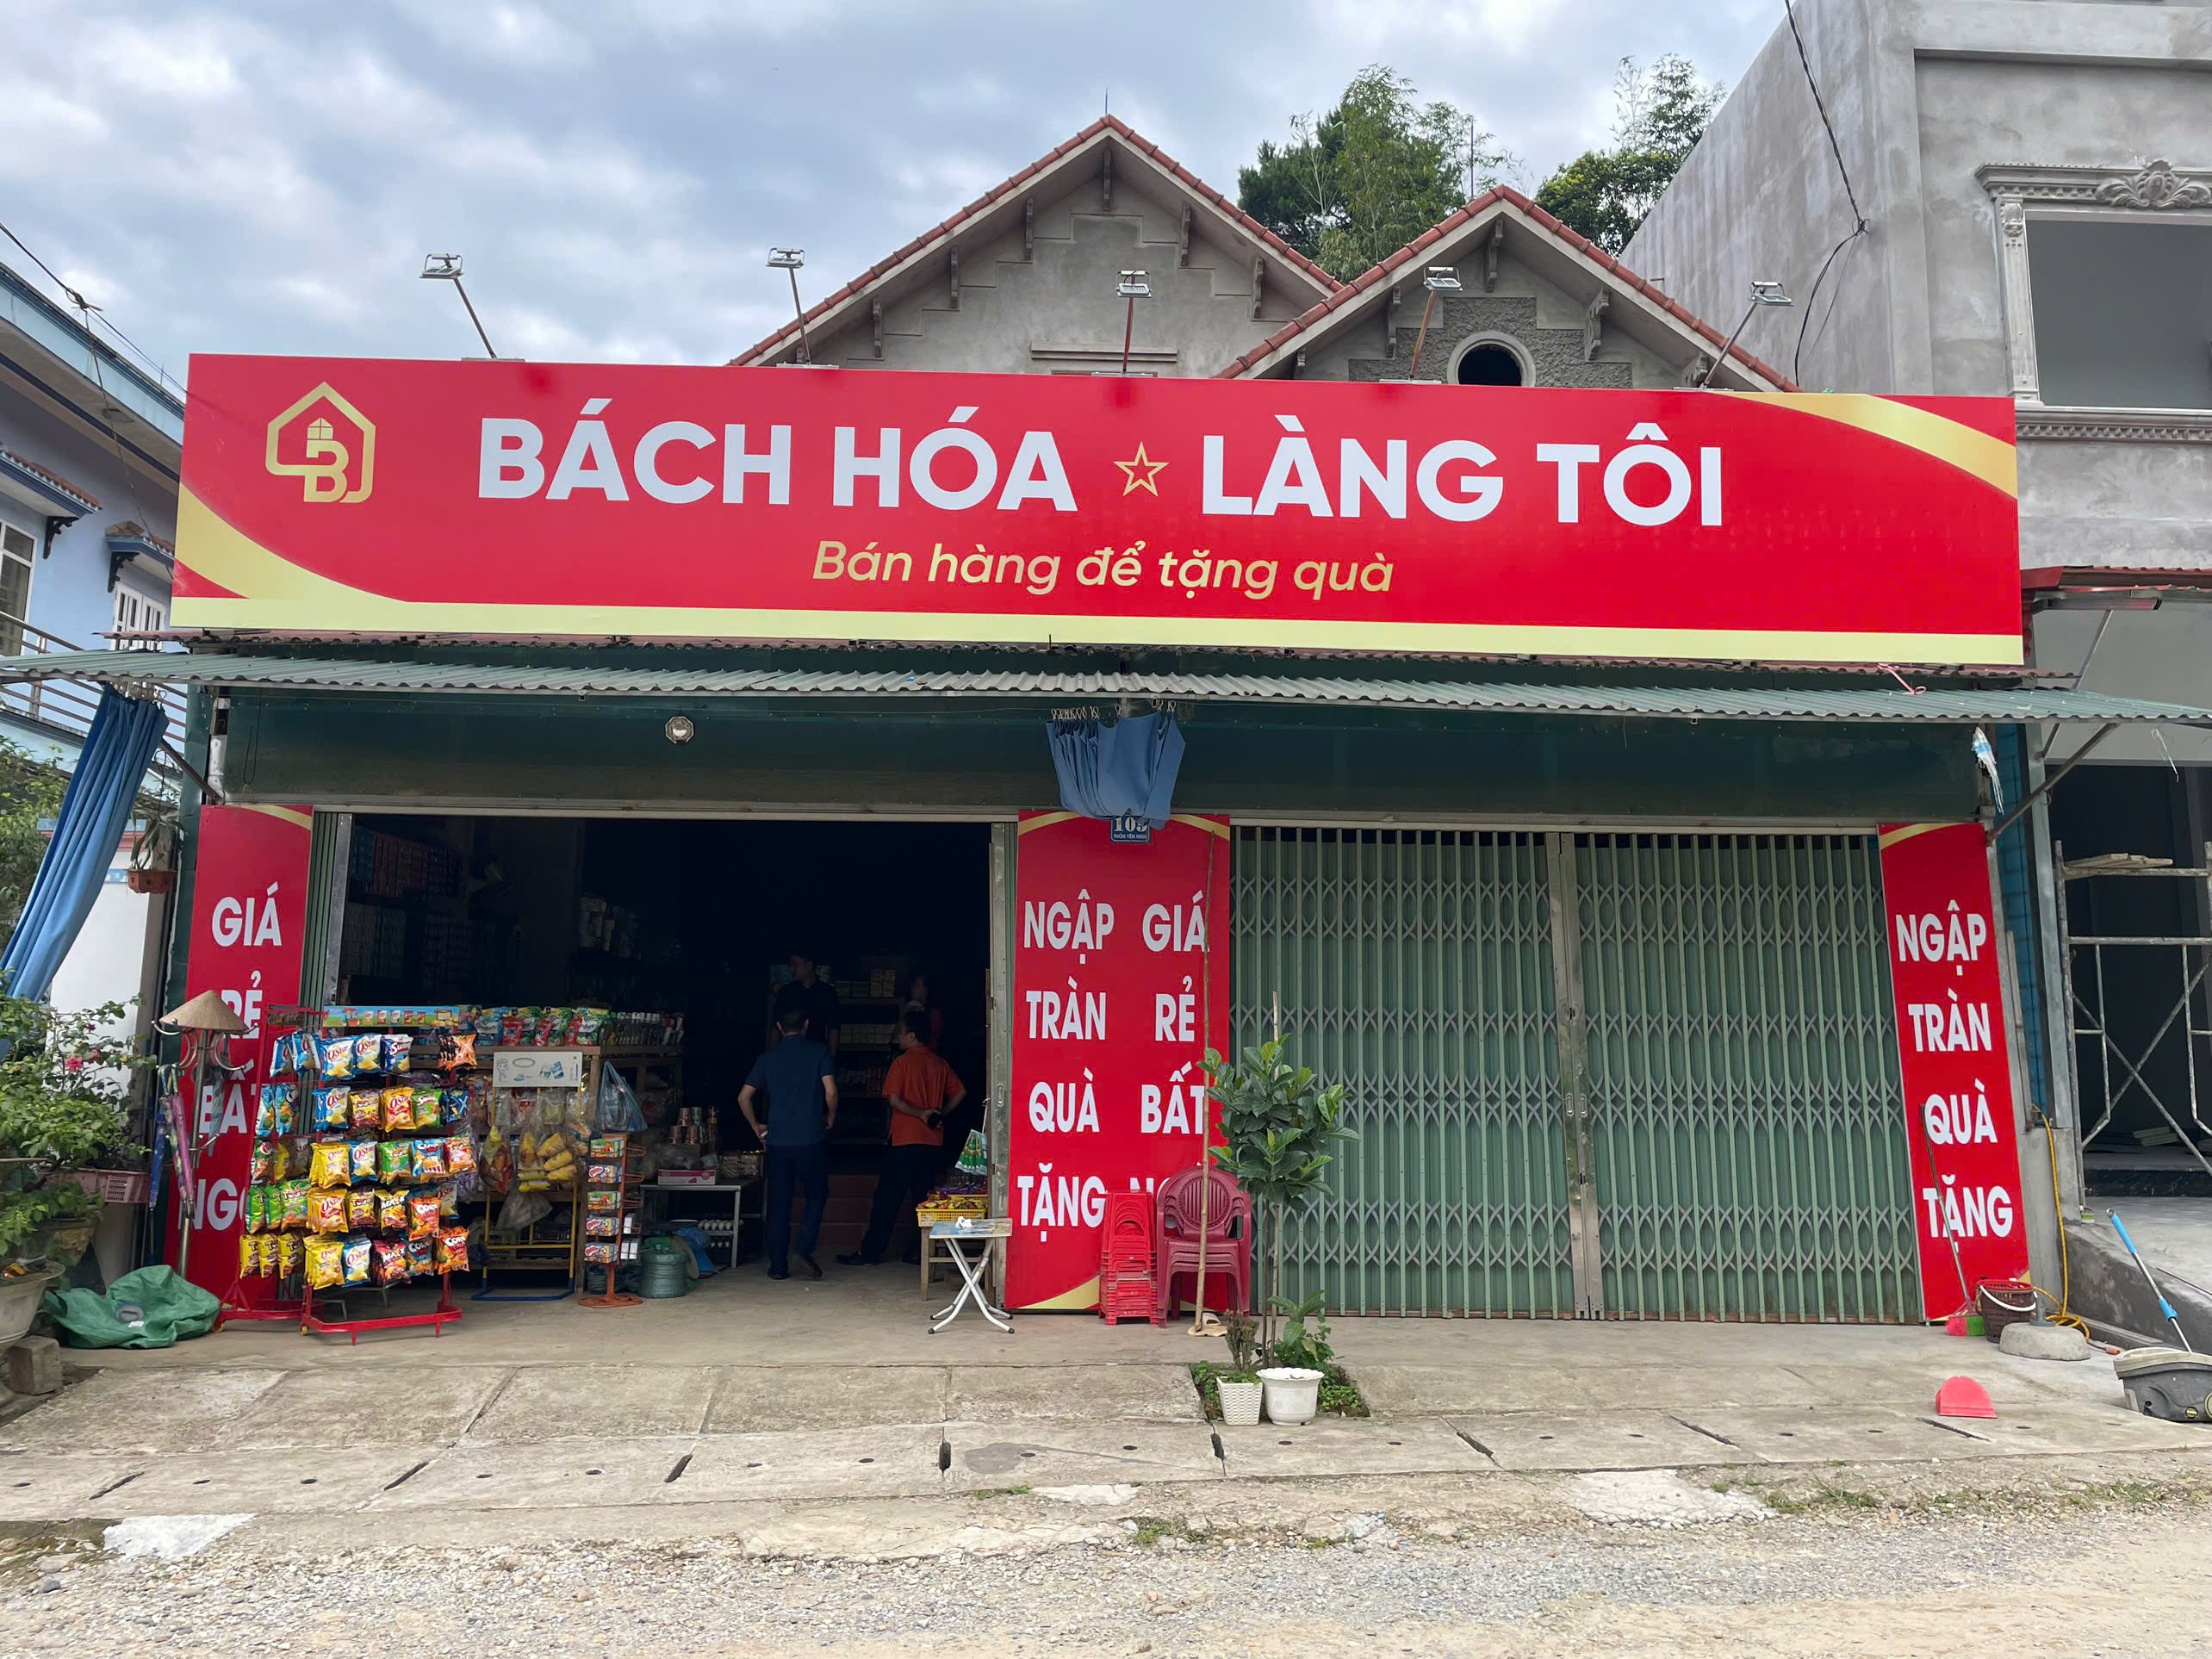 BÁCH HÓA ☆ LÀNG TÔI
Bán hàng để tặng quà
GIÁ
RẺ
NGẬP
TRÀN
QUÀ
TẶNG
GIÁ
RẺ
BẤT
NGẬP
TRÀN
QUÀ
TẶNG
105